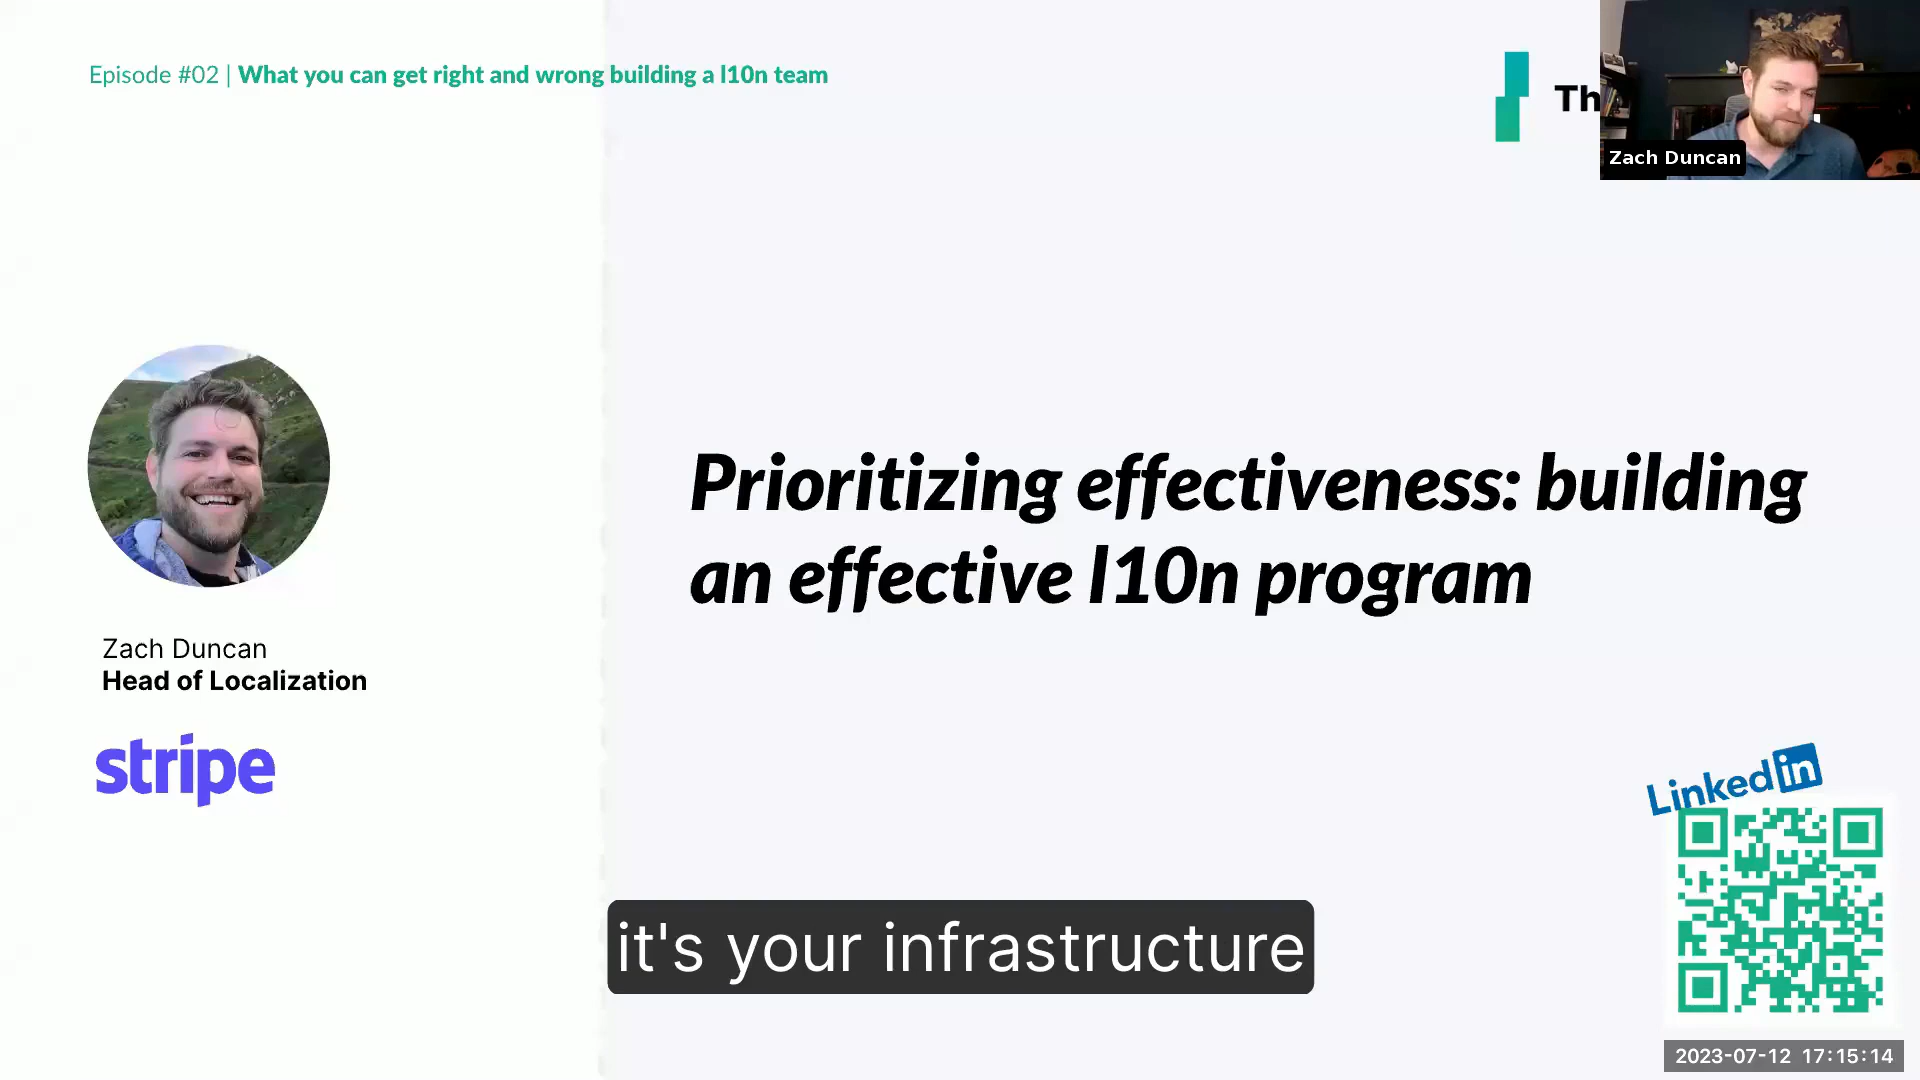 Episode #02 | What you can get right and wrong building a l10n team
Th
Zach Duncan
Prioritizing effectiveness: building
an effective l10n program
Zach Duncan
Head of Localization
stripe
Linkedin
it's your infrastructure
2023-07-12 17:15:14